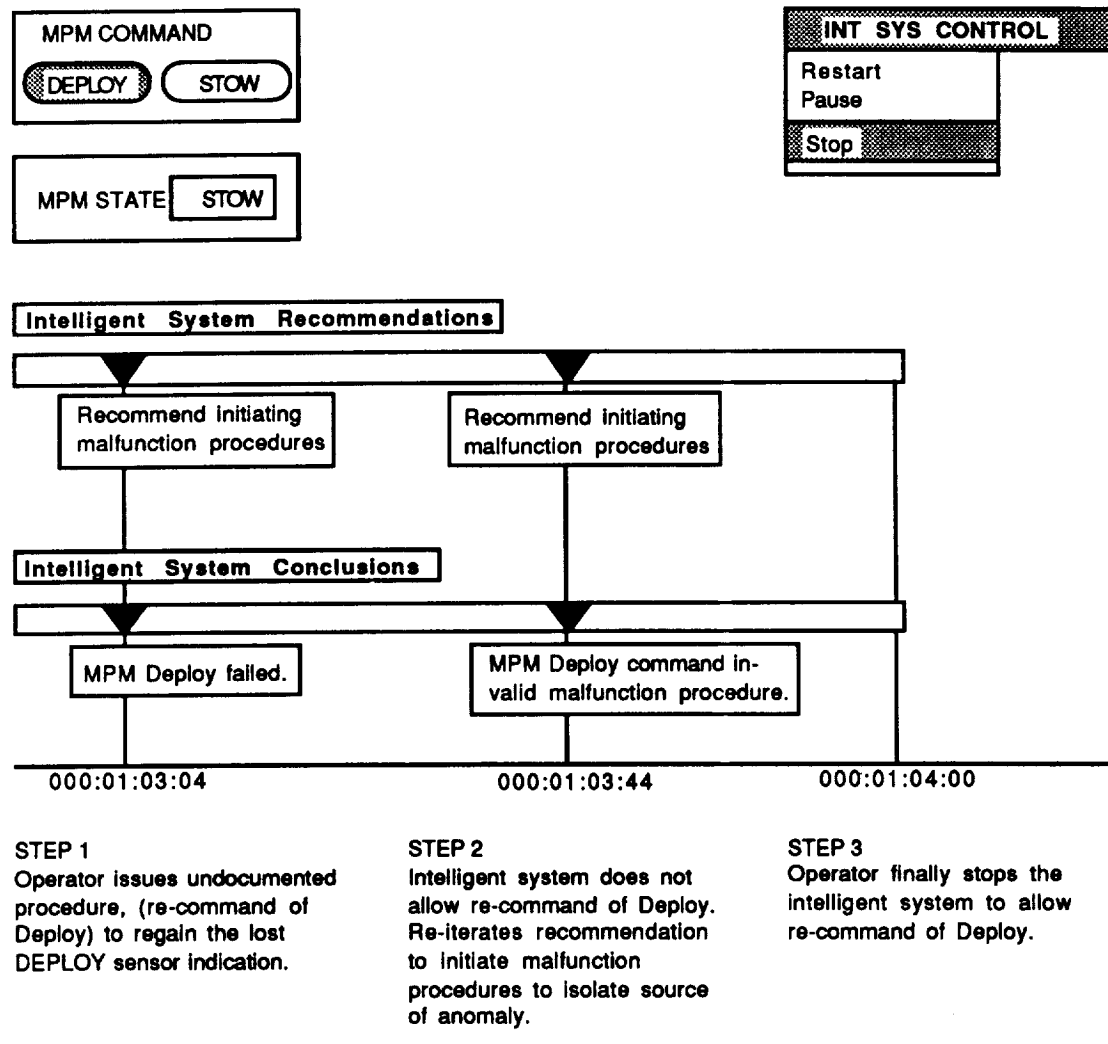 MPM COMMAND
DEPLOY
STOW
INT SYS CONTROL
Restart
Pause
Stop
MPM STATE
STOW
Intelligent System Recommendations
Recommend initiating
malfunction procedures
Recommend initiating
malfunction procedures
Intelligent System Conclusions
MPM Deploy failed.
MPM Deploy command in-
valid malfunction procedure.
000:01:03:04
000:01:03:44
000:01:04:00
STEP 1
Operator issues undocumented
procedure, (re-command of
Deploy) to regain the lost
DEPLOY sensor indication.
STEP 2
Intelligent system does not
allow re-command of Deploy.
Re-iterates recommendation
to initiate malfunction
procedures to isolate source
of anomaly.
STEP 3
Operator finally stops the
intelligent system to allow
re-command of Deploy.